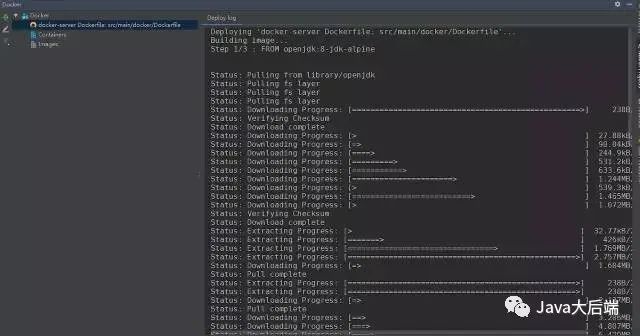 Docker
Docker
docker-server Dockerfile: src/main/docker/Dockerfile
Containers
Images
Deploy log
Deploying 'docker server Dockerfile: src/main/docker/Dockerfile'...
Building image...
Step 1/3 : FROM openjdk:8-jdk-alpine
Status: Pulling from library/openjdk
Status: Pulling fs layer
Status: Pulling fs layer
Status: Pulling fs layer
Status: Downloading Progress: [==================================================>] 238B/
Status: Verifying Checksum
Status: Download complete
Status: Downloading Progress: [> ] 27.88kB/
Status: Downloading Progress: [=> ] 90.04kB/
Status: Downloading Progress: [====> ] 244.9kB/
Status: Downloading Progress: [=========> ] 531.2kB/
Status: Downloading Progress: [===========> ] 633.6kB/
Status: Downloading Progress: [======================> ] 1.244MB/
Status: Downloading Progress: [> ] 539.3kB/
Status: Downloading Progress: [==========================> ] 1.465MB/
Status: Downloading Progress: [> ] 1.072MB/
Status: Verifying Checksum
Status: Download complete
Status: Extracting Progress: [> ] 32.77kB/2
Status: Extracting Progress: [=======> ] 426kB/
Status: Extracting Progress: [================================> ] 1.769MB/2
Status: Extracting Progress: [==================================================>] 2.757MB/2
Status: Downloading Progress: [=> ] 1.604MB/
Status: Pull complete
Status: Extracting Progress: [==================================================>] 238B/
Status: Extracting Progress: [==================================================>] 238B/
Status: Downloading Progress: [=>
Status: Pull complete
Status: Downloading Progress: [==>
Status: Downloading Progress: [===> ] 4.807MB/
Java大后端